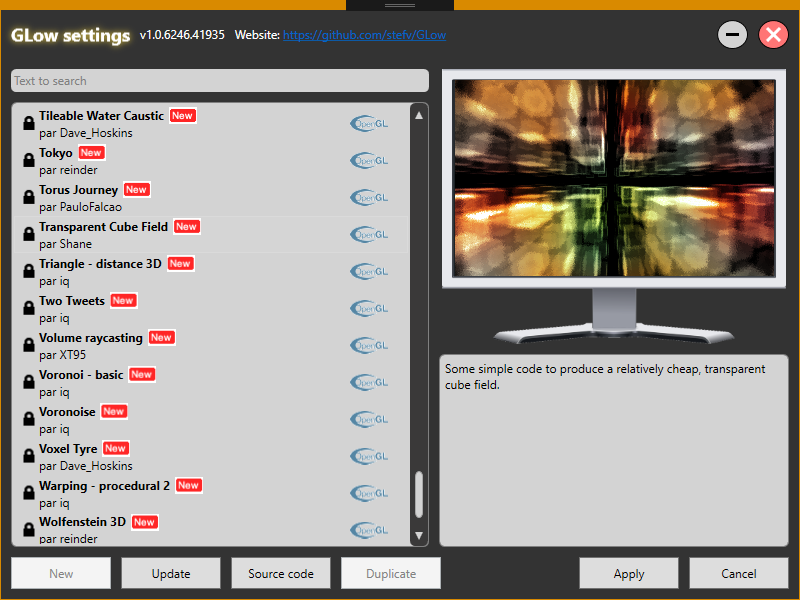 GLow settings v1.0.6246.41935 Website: https://github.com/stefv/GLow
Text to search
Tileable Water Caustic New
par Dave_Hoskins
OpenGL
Tokyo New
par reinder
OpenGL
Torus Journey New
par PauloFalcao
OpenGL
Transparent Cube Field New
par Shane
OpenGL
Triangle - distance 3D New
par iq
OpenGL
Two Tweets New
par iq
OpenGL
Volume raycasting New
par XT95
OpenGL
Voronoi - basic New
par iq
OpenGL
Voronoise New
par iq
OpenGL
Voxel Tyre New
par Dave_Hoskins
OpenGL
Warping - procedural 2 New
par iq
OpenGL
Wolfenstein 3D New
par reinder
OpenGL
Some simple code to produce a relatively cheap, transparent
cube field.
New Update Source code Duplicate Apply Cancel